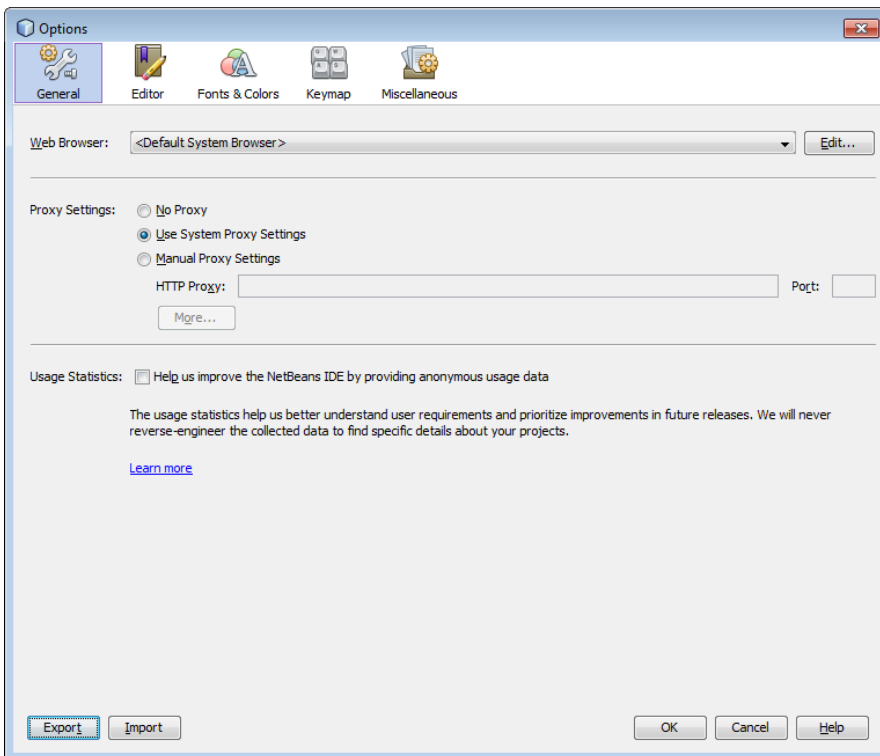 Options
General
Editor
Fonts & Colors
Keymap
Miscellaneous
Web Browser:
<Default System Browser>
Edit...
Proxy Settings:
No Proxy
Use System Proxy Settings
Manual Proxy Settings
HTTP Proxy:
Port:
More...
Usage Statistics:
Help us improve the NetBeans IDE by providing anonymous usage data
The usage statistics help us better understand user requirements and prioritize improvements in future releases. We will never
reverse-engineer the collected data to find specific details about your projects.
Learn more
Export
Import
OK
Cancel
Help